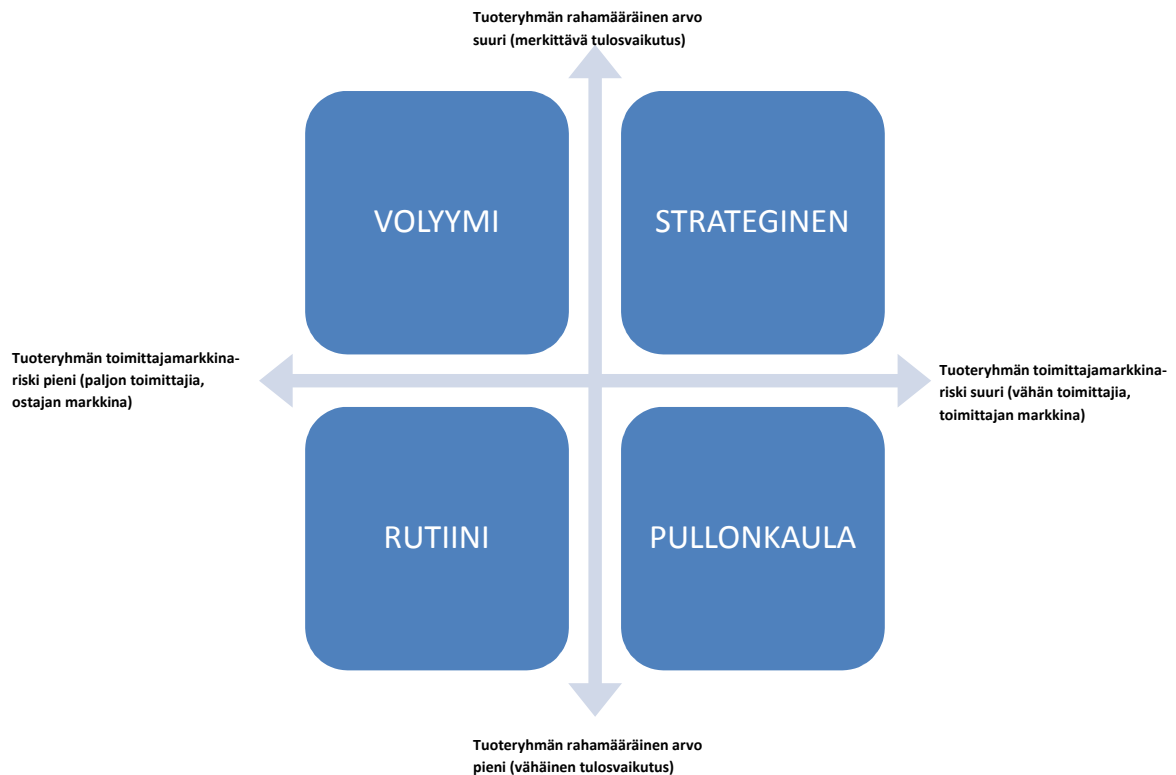 Tuoteryhmän rahamääräinen arvo
suuri (merkittävä tulosvaikutus)
VOLYYMI
STRATEGINEN
Tuoteryhmän toimittajamarkkina-
riski pieni (paljon toimittajia,
ostajan markkina)
Tuoteryhmän toimittajamarkkina-
riski suuri (vähän toimittajia,
toimittajan markkina)
RUTIINI
PULLONKAULA
Tuoteryhmän rahamääräinen arvo
pieni (vähäinen tulosvaikutus)